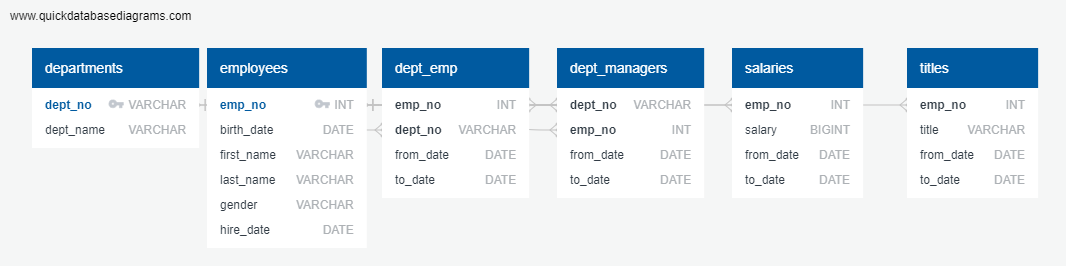 www.quickdatabasediagrams.com
departments
dept_no VARCHAR
dept_name VARCHAR
employees
emp_no INT
birth_date DATE
first_name VARCHAR
last_name VARCHAR
gender VARCHAR
hire_date DATE
dept_emp
emp_no INT
dept_no VARCHAR
from_date DATE
to_date DATE
dept_managers
dept_no VARCHAR
emp_no INT
from_date DATE
to_date DATE
salaries
emp_no INT
salary BIGINT
from_date DATE
to_date DATE
titles
emp_no INT
title VARCHAR
from_date DATE
to_date DATE